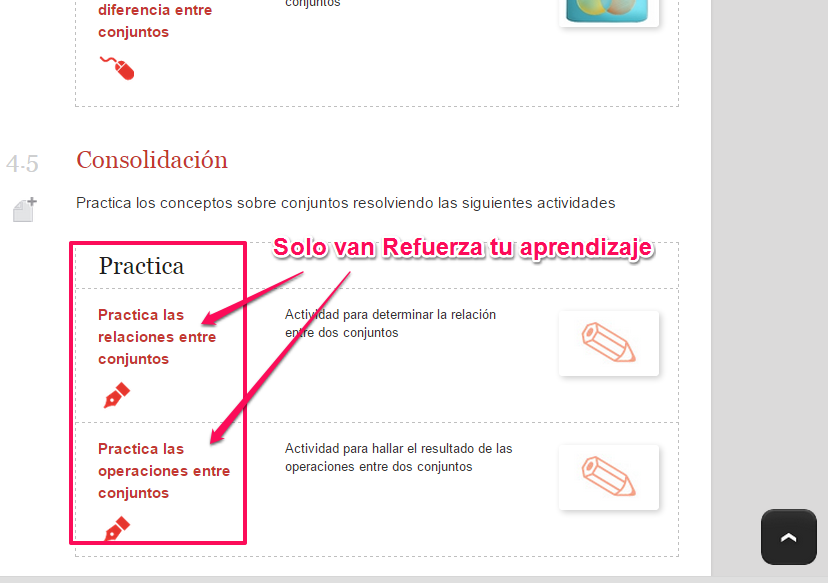 diferencia entre
conjuntos
conjuntos
4.5
Consolidación
Practica los conceptos sobre conjuntos resolviendo las siguientes actividades
Solo van Refuerza tu aprendizaje
Practica
Practica las
relaciones entre
conjuntos
Actividad para determinar la relación
entre dos conjuntos
Practica las
operaciones entre
conjuntos
Actividad para hallar el resultado de las
operaciones entre dos conjuntos